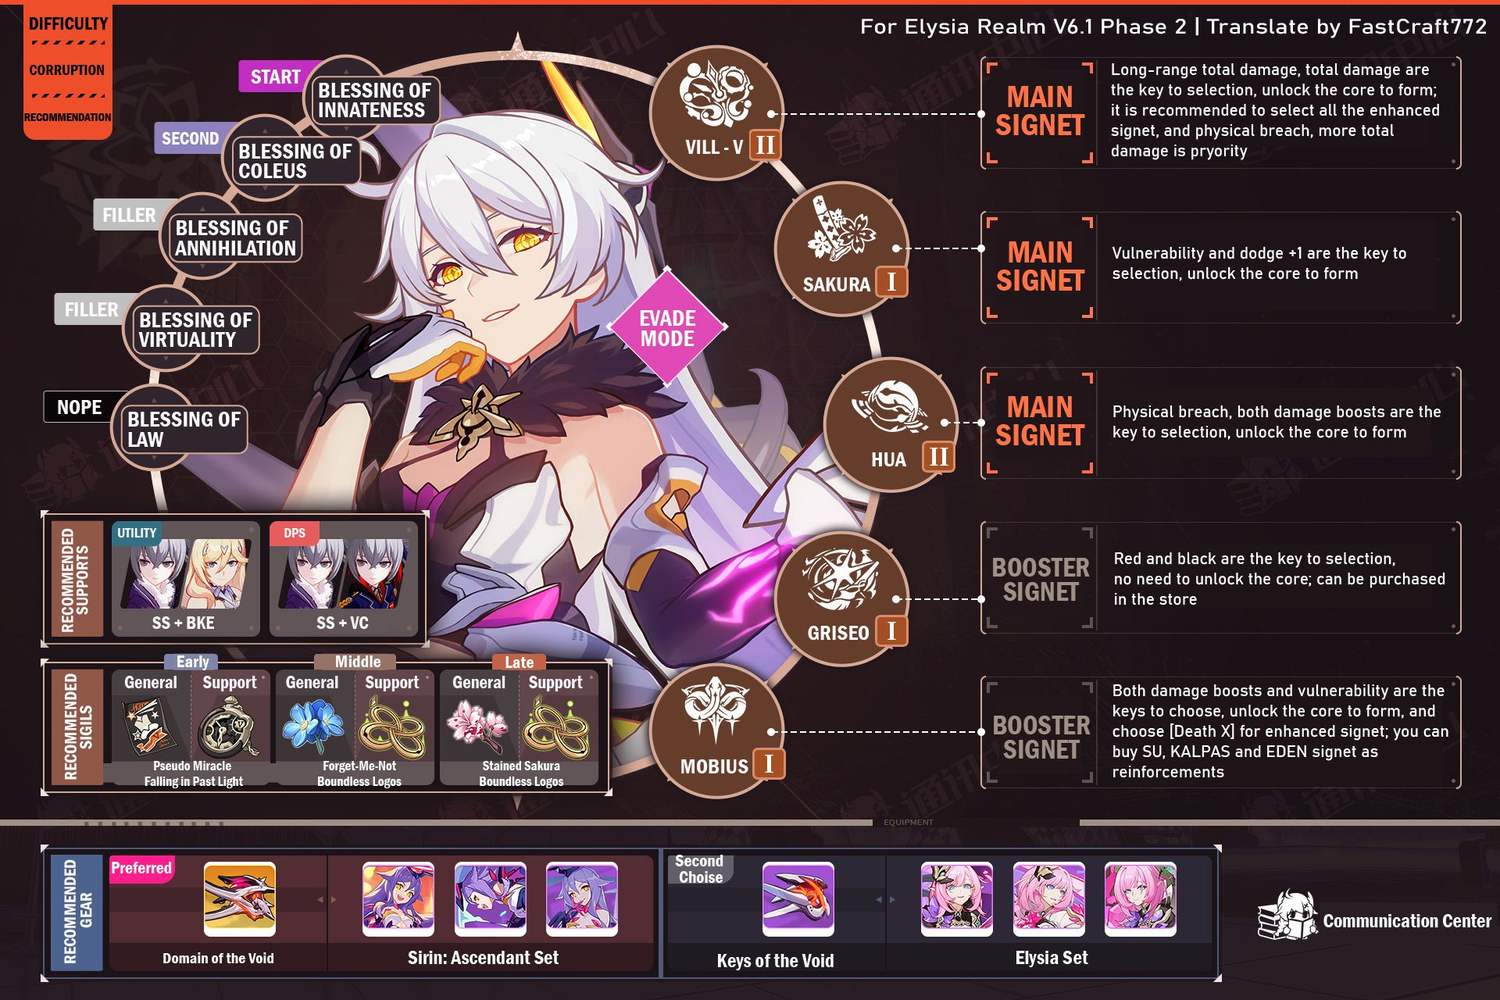 DIFFICULTY
CORRUPTION
RECOMMENDATION
For Elysia Realm V6.1 Phase 2 | Translate by FastCraft772
START
BLESSING OF
INNATENESS
SECOND
BLESSING OF
COLEUS
FILLER
BLESSING OF
ANNIHILATION
FILLER
BLESSING OF
VIRTUALITY
NOPE
BLESSING OF
LAW
EVADE
MODE
VILL - V II
MAIN
SIGNET
Long-range total damage, total damage are
the key to selection, unlock the core to form;
it is recommended to select all the enhanced
signet, and physical breach, more total
damage is pryority
SAKURA I
MAIN
SIGNET
Vulnerability and dodge +1 are the key to
selection, unlock the core to form
HUA II
MAIN
SIGNET
Physical breach, both damage boosts are the
key to selection, unlock the core to form
GRISEO I
BOOSTER
SIGNET
Red and black are the key to selection,
no need to unlock the core; can be purchased
in the store
MOBIUS I
BOOSTER
SIGNET
Both damage boosts and vulnerability are the
keys to choose, unlock the core to form, and
choose [Death X] for enhanced signet; you can
buy SU, KALPAS and EDEN signet as
reinforcements
RECOMMENDED
SUPPORTS
UTILITY
SS + BKE
DPS
SS + VC
RECOMMENDED
SIGILS
Early
General Support
Pseudo Miracle
Falling in Past Light
Middle
General Support
Forget-Me-Not
Boundless Logos
Late
General Support
Stained Sakura
Boundless Logos
EQUIPMENT
RECOMMENDED
GEAR
Preferred
Domain of the Void
Sirin: Ascendant Set
Second
Choise
Keys of the Void
Elysia Set
Communication Center